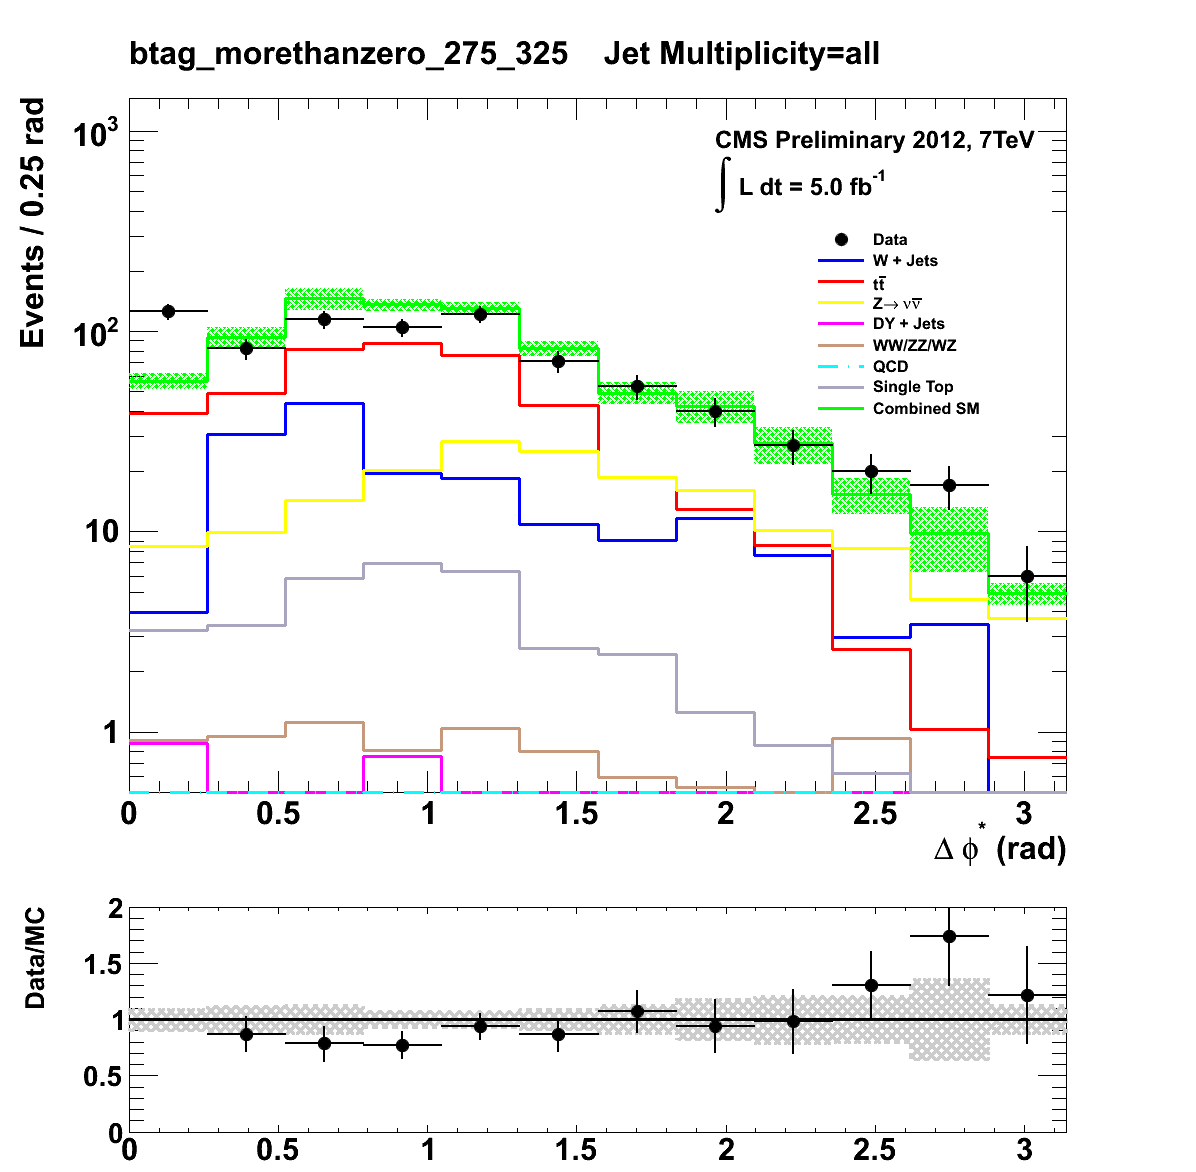 btag_morethanzero_275_325 Jet Multiplicity=all
Events / 0.25 rad
10³
10²
10
1
CMS Preliminary 2012, 7TeV
∫ L dt = 5.0 fb⁻¹
Data
W + Jets
tt̅
Z→ νν̅
DY + Jets
WW/ZZ/WZ
QCD
Single Top
Combined SM
0 0.5 1 1.5 2 2.5 3
Δ ϕ* (rad)
Data/MC
2
1.5
1
0.5
0
0 0.5 1 1.5 2 2.5 3